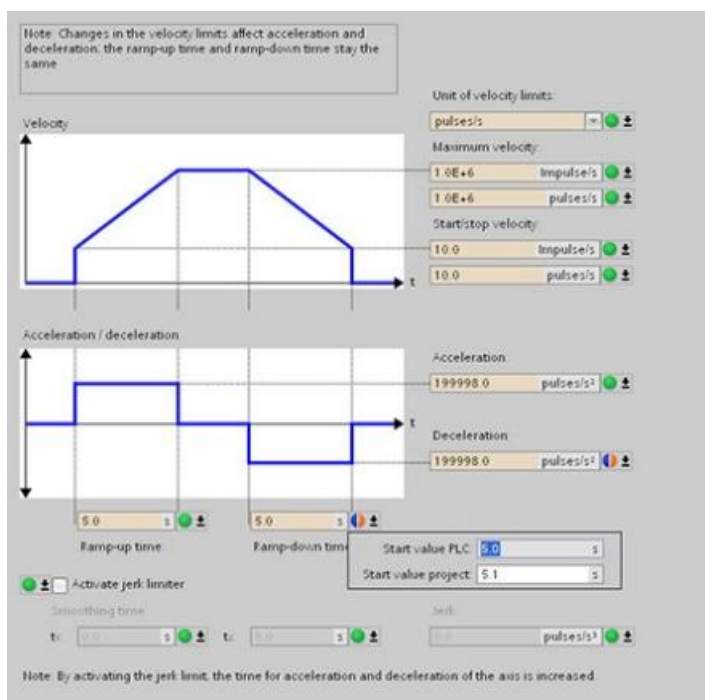 Note: Changes in the velocity limits affect acceleration and
deceleration; the ramp-up time and ramp-down time stay the
same
Unit of velocity limits:
pulses/s
Velocity
Maximum velocity:
1.0E+6 Impulse/s
1.0E+6 pulses/s
Start/stop velocity:
10.0 Impulse/s
10.0 pulses/s
t
Acceleration / deceleration
Acceleration:
199998.0 pulses/s²
t
Deceleration:
199998.0 pulses/s²
5.0 s
5.0 s
Ramp-up time:
Ramp-down time
Start value PLC: 5.0 s
Start value project: 5.1 s
Activate jerk limiter
Smoothing time:
Jerk:
s
s
pulses/s³
Note: By activating the jerk limit, the time for acceleration and deceleration of the axis is increased.